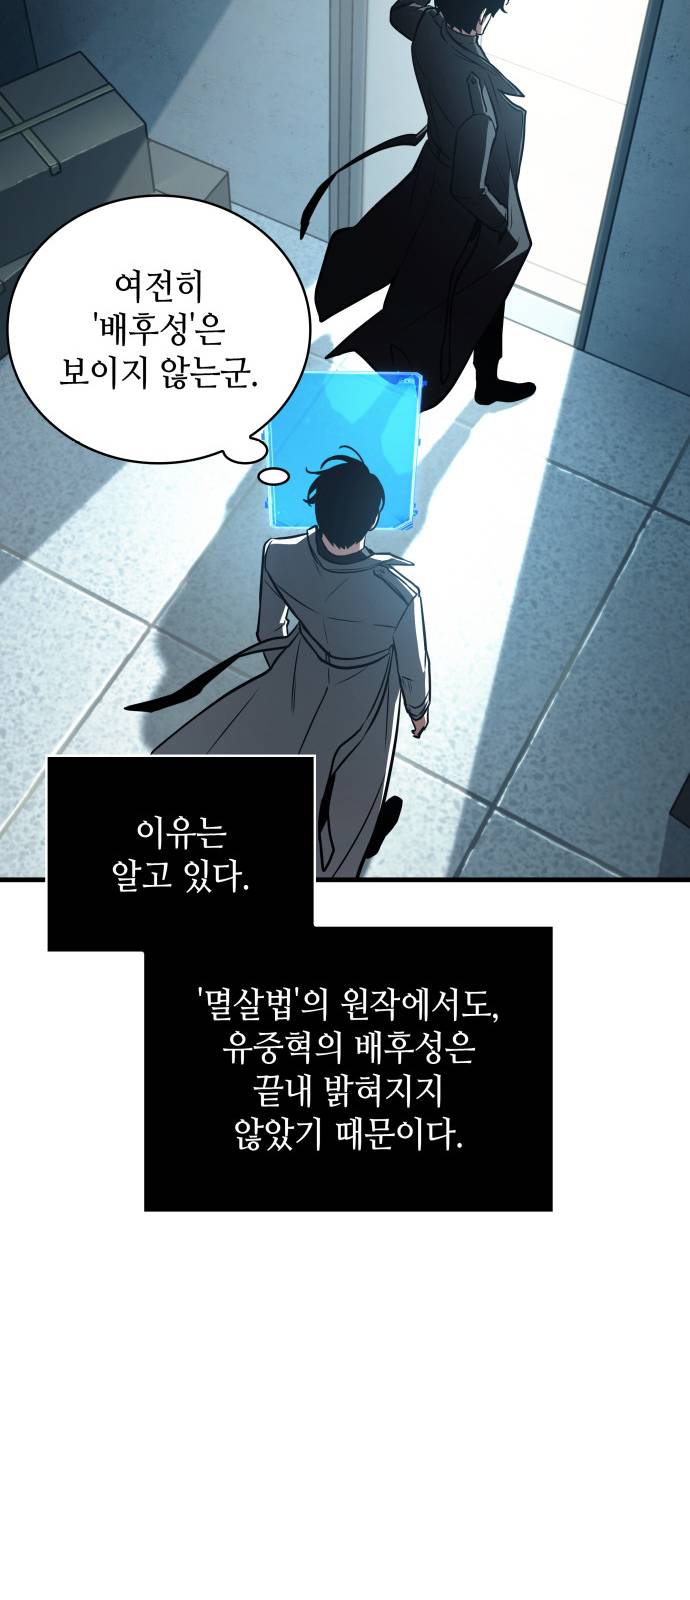 여전히
'배후성'은
보이지 않는군.
이유는
알고 있다.
'멸살법'의 원작에서도,
유중혁의 배후성은
끝내 밝혀지지
않았기 때문이다.